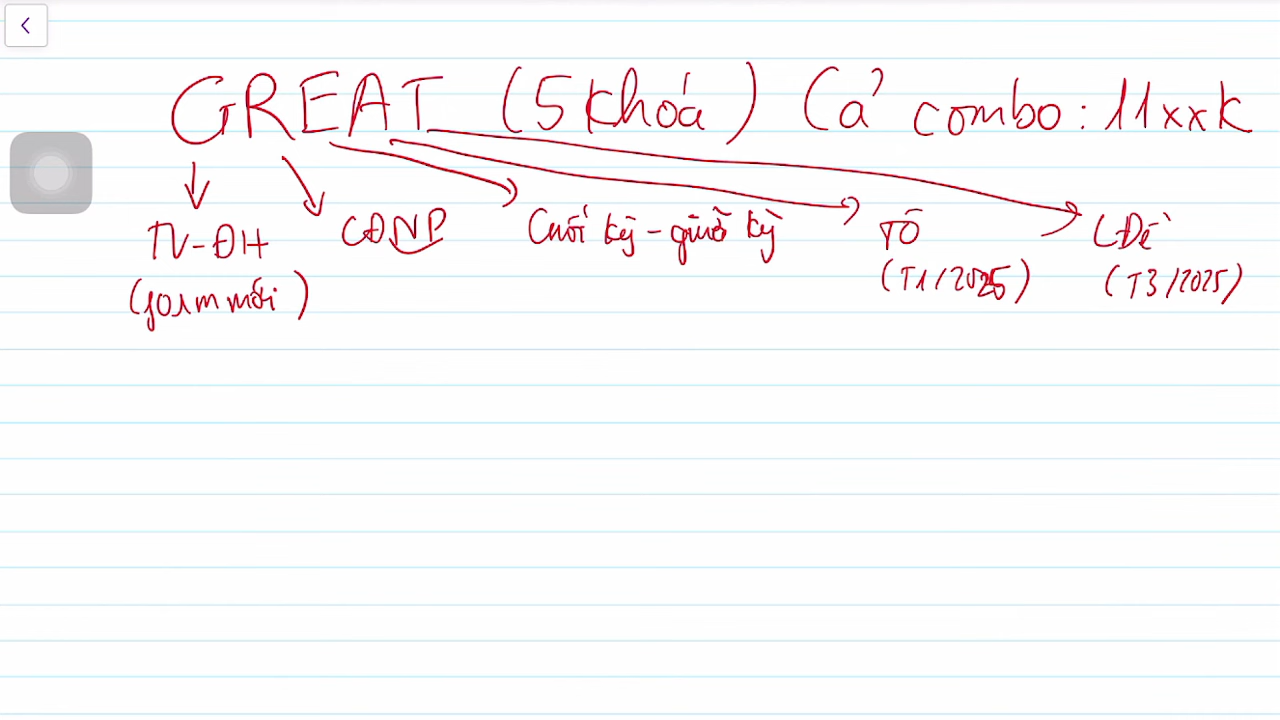 GREAT (5 khoá) Cả combo: 11xxK
TV-ĐH CĐNP Cuối kỳ - giữa kỳ TÔ LĐề
(form mới) (T1/2025) (T3/2025)